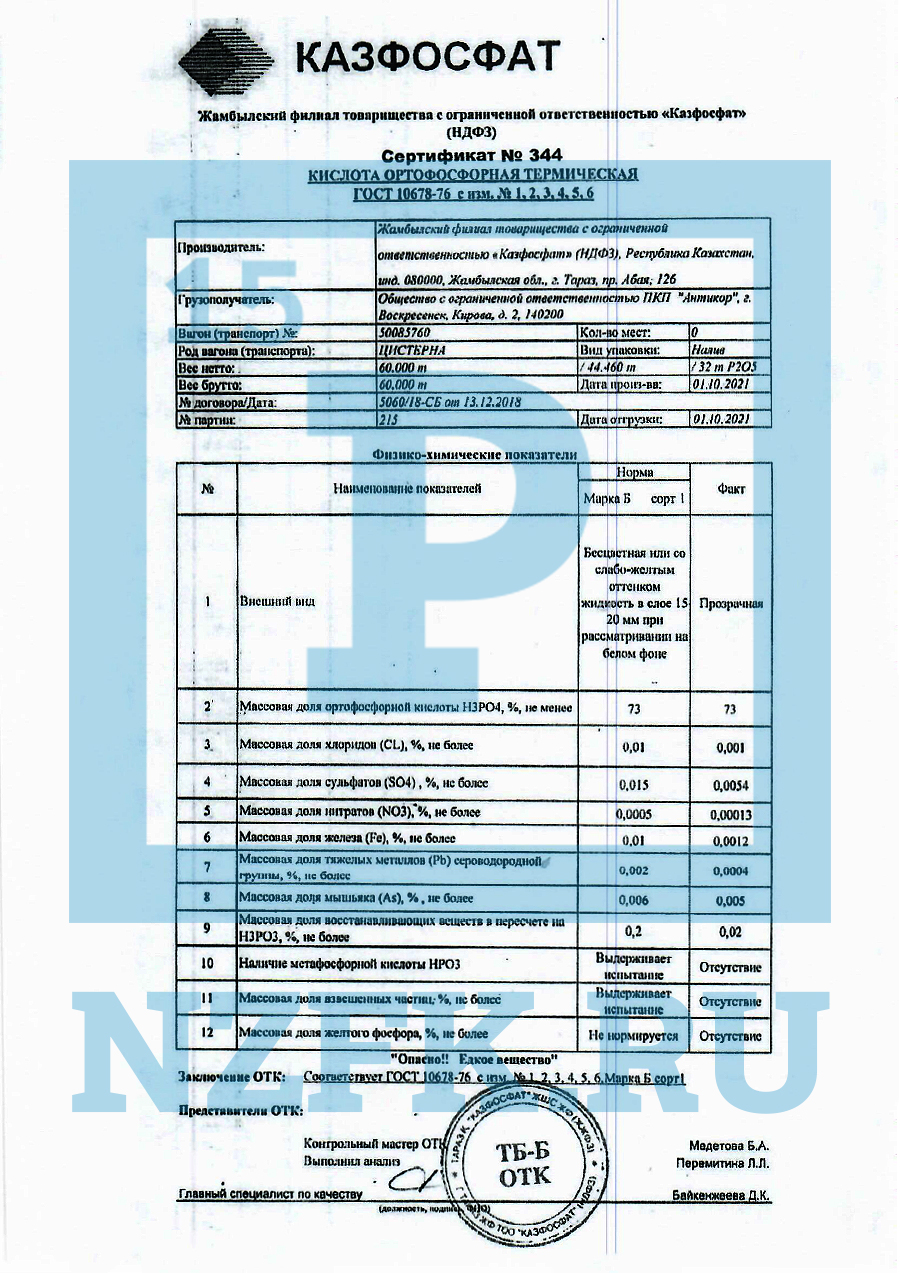 КАЗФОСФАТ
Жамбылский филиал товарищества с ограниченной ответственностью «Казфосфат»
(НДФЗ)
Сертификат № 344
КИСЛОТА ОРТОФОСФОРНАЯ ТЕРМИЧЕСКАЯ
ГОСТ 10678-76 с изм. № 1, 2, 3, 4, 5, 6
15
P
Производитель:
Жамбылский филиал товарищества с ограниченной
ответственностью «Казфосфат» (НДФЗ), Республика Казахстан,
инд. 080000, Жамбылская обл., г. Тараз, пр. Абая; 126
Грузополучатель:
Общество с ограниченной ответственностью ПКП "Антикор", г.
Воскресенск, Кирова, д. 2, 140200
Вагон (транспорт) №: 50085760 Кол-во мест: 0
Род вагона (транспорта): ЦИСТЕРНА Вид упаковки: Налив
Вес нетто: 60.000 т / 44.460 т / 32 т P2O5
Вес брутто: 60,000 т Дата произ-ва: 01.10.2021
№ договора/Дата: 5060/18-СБ от 13.12.2018
№ партии: 215 Дата отгрузки: 01.10.2021
Физико-химические показатели
№ Наименование показателей Норма Факт
Марка Б сорт 1
1 Внешний вид
Бесцветная или со
слабо-желтым
оттенком
жидкость в слое 15
20 мм при
рассматривании на
белом фоне
Прозрачная
2 Массовая доля ортофосфорной кислоты H3PO4, %, не менее 73 73
3 Массовая доля хлоридов (CL), %, не более 0,01 0,001
4 Массовая доля сульфатов (SO4) , %, не более 0,015 0,0054
5 Массовая доля нитратов (NO3), %, не более 0,0005 0,00013
6 Массовая доля железа (Fe), %, не более 0,01 0,0012
7 Массовая доля тяжелых металлов (Pb) сероводородной
группы, %, не более 0,002 0,0004
8 Массовая доля мышьяка (As), % , не более 0,006 0,005
9 Массовая доля восстанавливающих веществ в пересчете на
H3PO3, %, не более 0,2 0,02
10 Наличие метафосфорной кислоты HPO3 Выдерживает
испытание Отсутствие
11 Массовая доля взвешенных частиц, %, не более Выдерживает
испытание Отсутствие
12 Массовая доля желтого фосфора, %, не более Не нормируется Отсутствие
NZFK.RU
"Опасно!! Едкое вещество"
Заключение ОТК: Соответствует ГОСТ 10678-76 с изм. № 1, 2, 3, 4, 5, 6,Марка Б сорт1
Представители ОТК:
Контрольный мастер ОТК Медетова Б.А.
Выполнил анализ Перемитина Л.Л.
Главный специалист по качеству Байкенжеева Д.К.
(должность, подпись, ФИО)
ТАРАЗ Қ. "КАЗФОСФАТ" ЖШС ЖФ (ЖЖФЗ)
ТБ-Б
ОТК
Г.ТАРАЗ ЖФ ТОО "КАЗФОСФАТ" (НДФЗ)